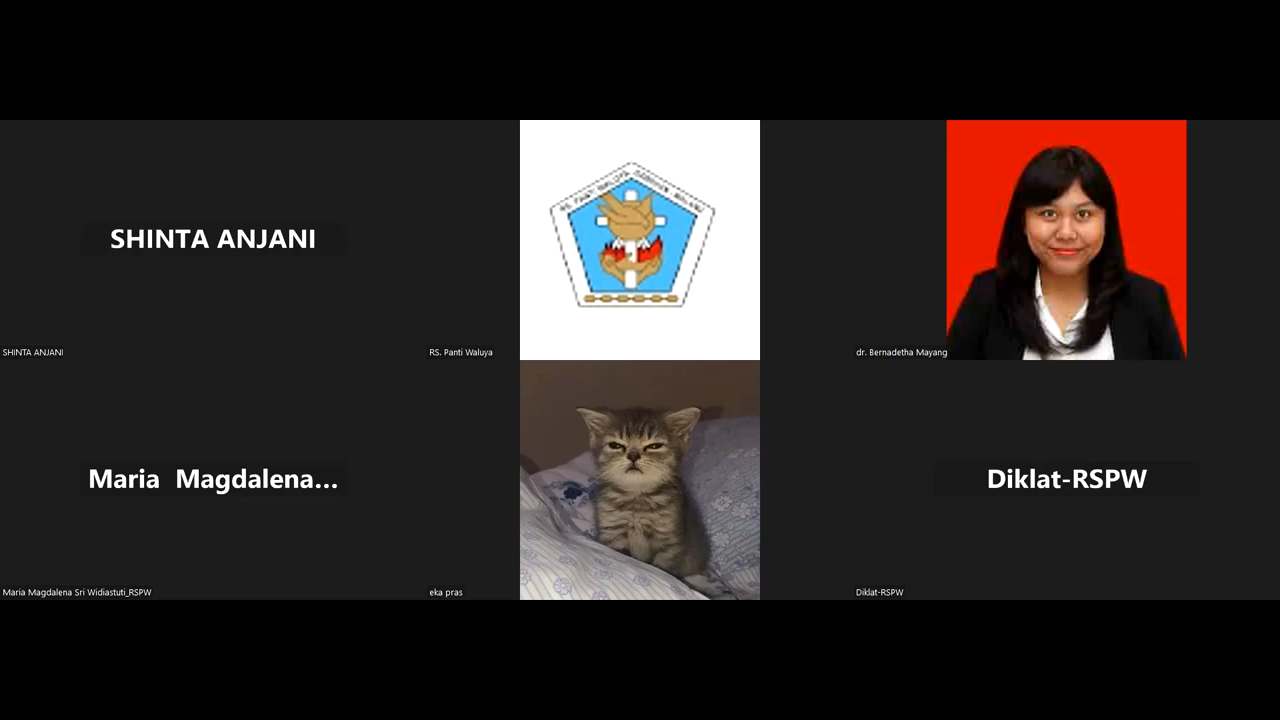 SHINTA ANJANI
SHINTA ANJANI
RS. Panti Waluya
dr. Bernadetha Mayang
Maria Magdalena...
Maria Magdalena Sri Widiastuti_RSPW
eka pras
Diklat-RSPW
Diklat-RSPW